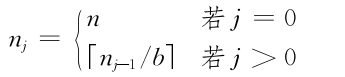 n_j = { n 若 j = 0
⌈n_{j-1}/b⌉ 若 j > 0